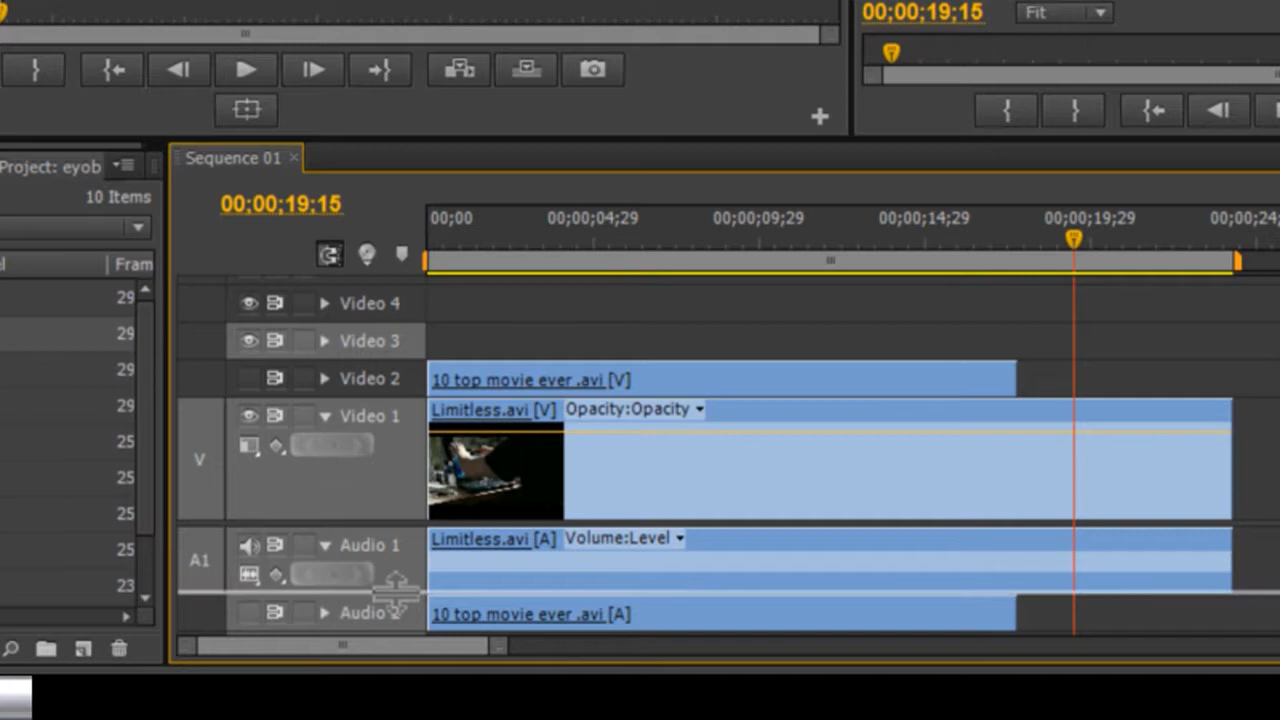 00;00;19;15
Fit
Project: eyob
Sequence 01
10 Items
00;00;19;15
00;00
00;00;04;29
00;00;09;29
00;00;14;29
00;00;19;29
00;00;24;
Fram
29
29
29
29
25
25
25
25
23
Video 4
Video 3
Video 2
10 top movie ever .avi [V]
V
Video 1
Limitless.avi [V] Opacity:Opacity
A1
Audio 1
Limitless.avi [A] Volume:Level
Audio 2
10 top movie ever .avi [A]